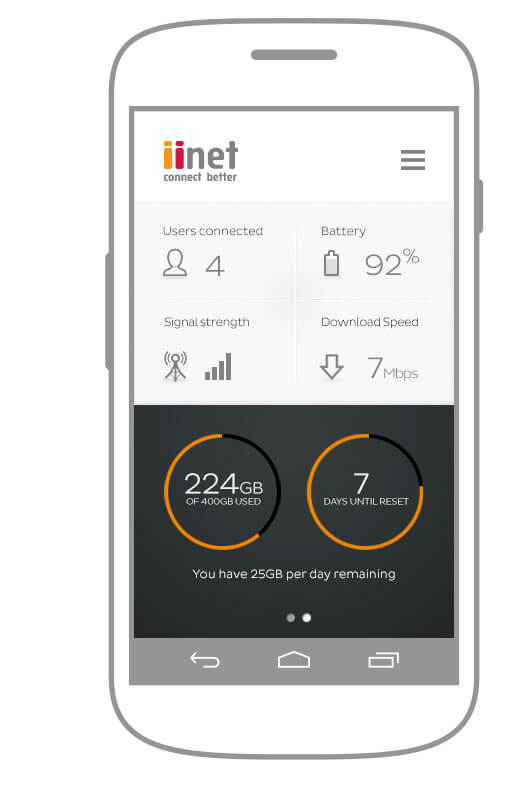 iinet
connect better
Users connected
4
Battery
92%
Signal strength
Download Speed
7Mbps
224GB
OF 400GB USED
7
DAYS UNTIL RESET
You have 25GB per day remaining